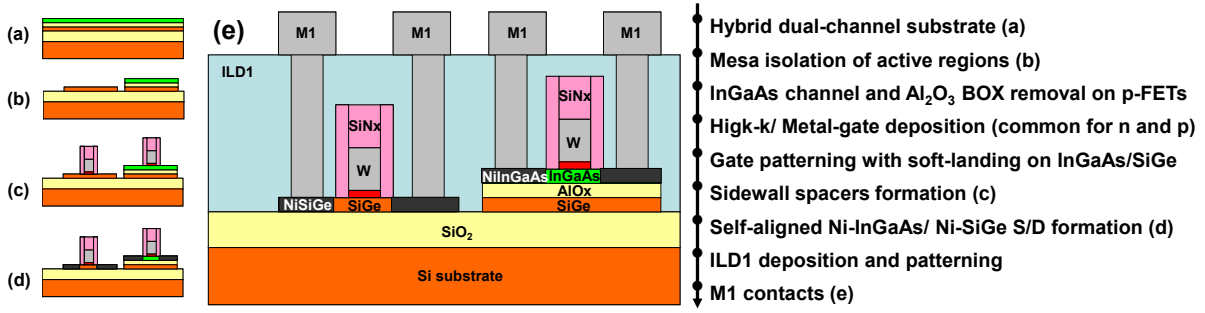 (a)
(b)
(c)
(d)
(e)
M1 M1 M1 M1
ILD1
SiNx
W
NiSiGe SiGe
SiNx
W
NiInGaAs InGaAs
AlOx
SiGe
SiO₂
Si substrate
Hybrid dual-channel substrate (a)
Mesa isolation of active regions (b)
InGaAs channel and Al₂O₃ BOX removal on p-FETs
Higk-k/ Metal-gate deposition (common for n and p)
Gate patterning with soft-landing on InGaAs/SiGe
Sidewall spacers formation (c)
Self-aligned Ni-InGaAs/ Ni-SiGe S/D formation (d)
ILD1 deposition and patterning
M1 contacts (e)